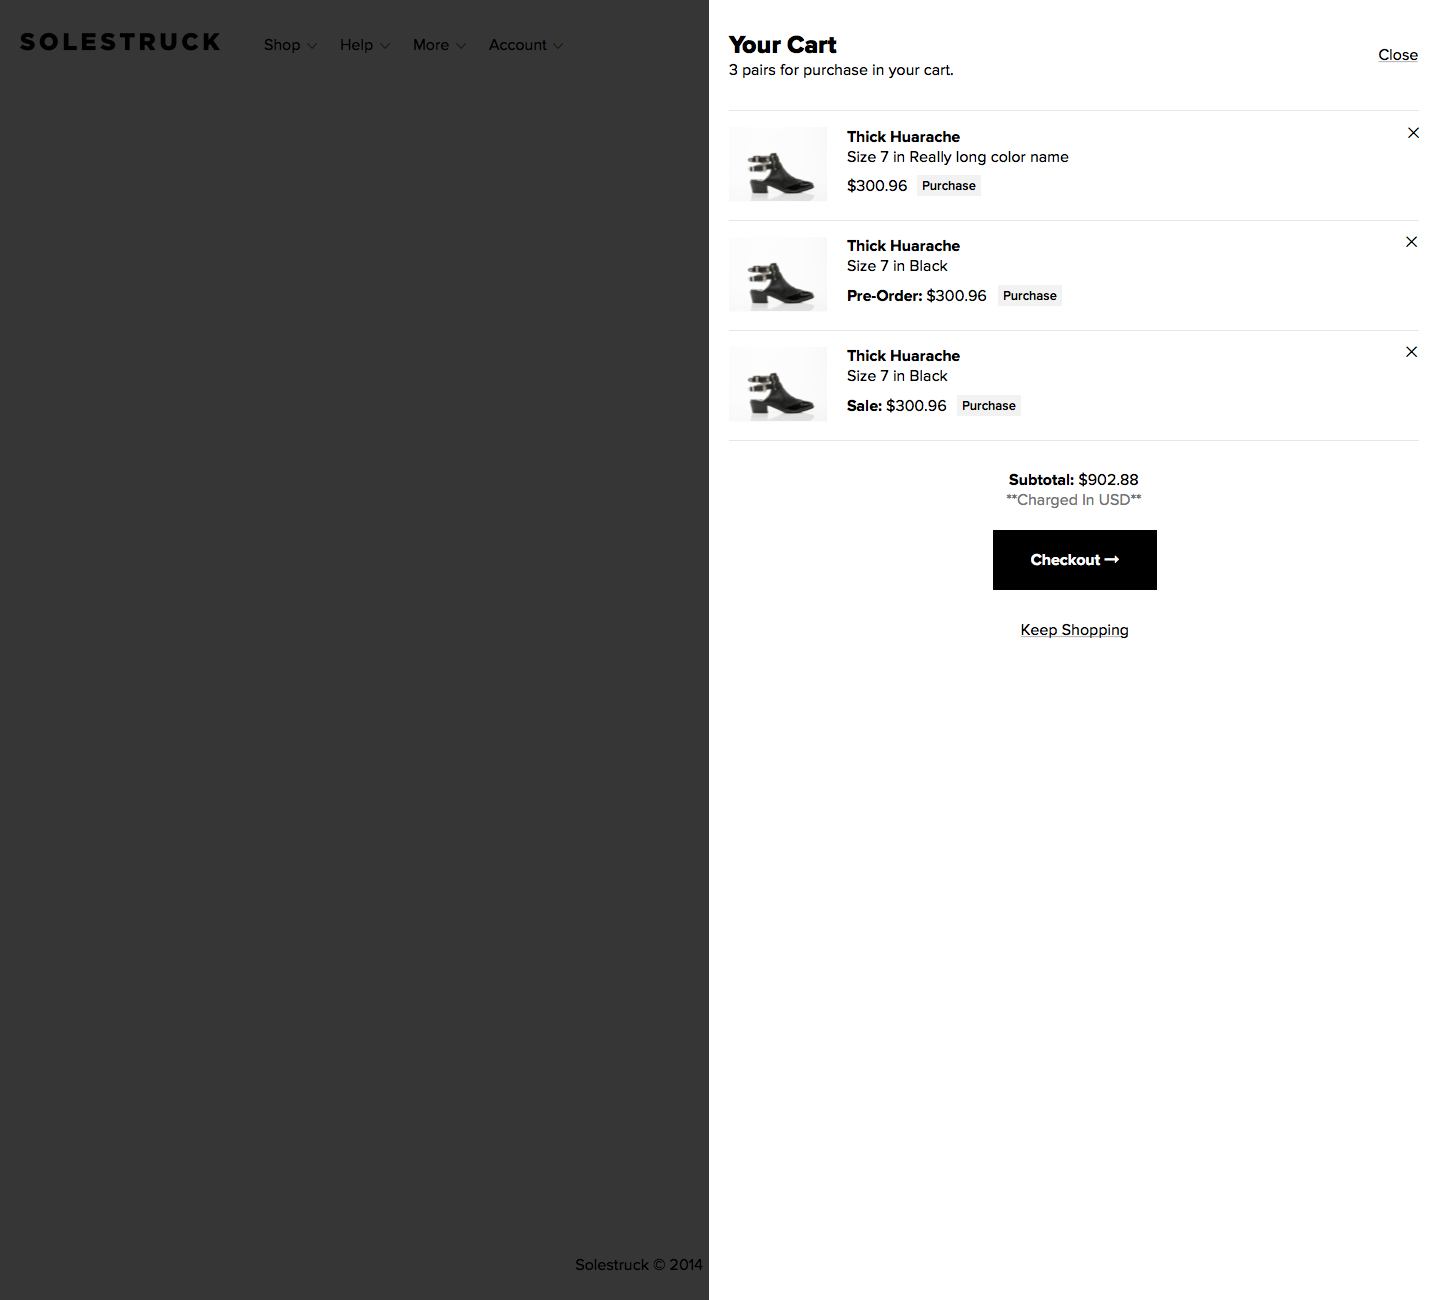 SOLESTRUCK
Shop Help More Account
Your Cart
3 pairs for purchase in your cart.
Close
Thick Huarache
Size 7 in Really long color name
$300.96 Purchase
Thick Huarache
Size 7 in Black
Pre-Order: $300.96 Purchase
Thick Huarache
Size 7 in Black
Sale: $300.96 Purchase
Subtotal: $902.88
**Charged In USD**
Checkout →
Keep Shopping
Solestruck © 2014